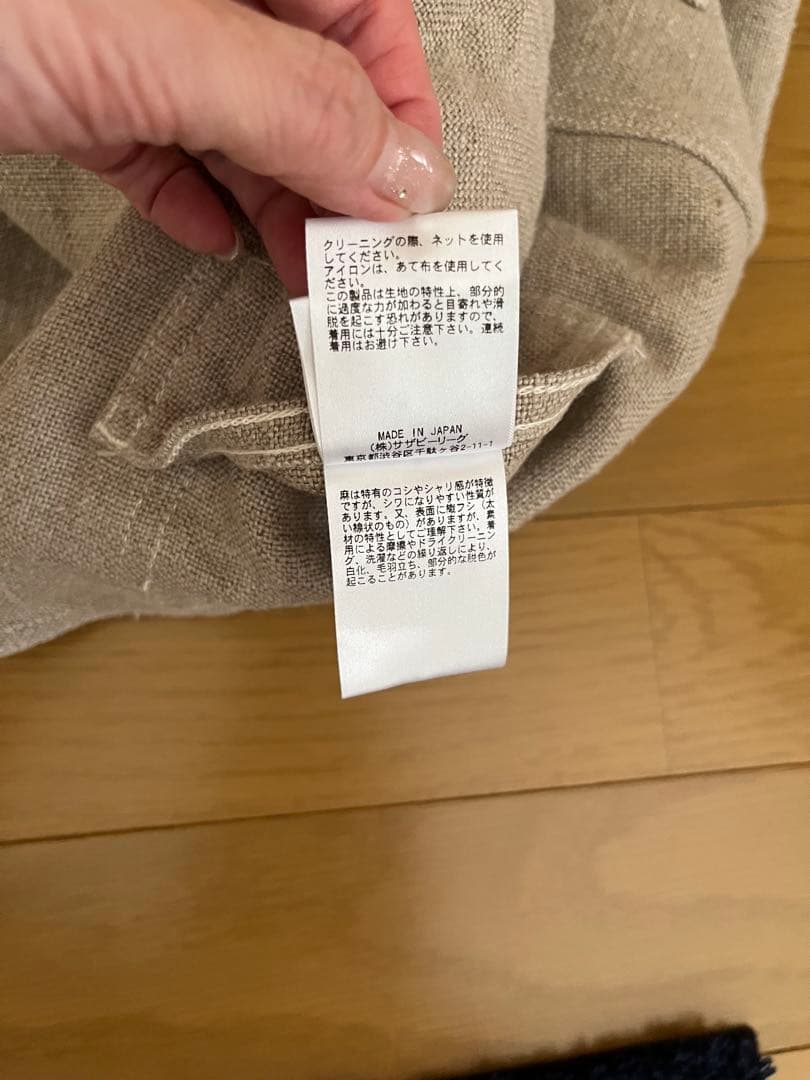 クリーニングの際、ネットを使用
してください。
アイロンは、あて布を使用してく
ださい。
この製品は生地の特性上、部分的
に過度な力が加わると目寄れや滑
脱を起こす恐れがありますので、
着用には十分ご注意下さい。連続
着用はお避け下さい。
MADE IN JAPAN
(株)サザビーリーグ
東京都渋谷区千駄ヶ谷2-11-1
麻は特有のコシやシャリ感が特徴
ですが、シワになりやすい性質が
あります。又、表面に節フシ(太
い線状のもの)がありますが、素
材の特性としてご理解下さい。着
用による摩擦やドライクリーニン
グ、洗濯などの繰り返しにより、
白化、毛羽立ち、部分的な脱色が
起こることがあります。